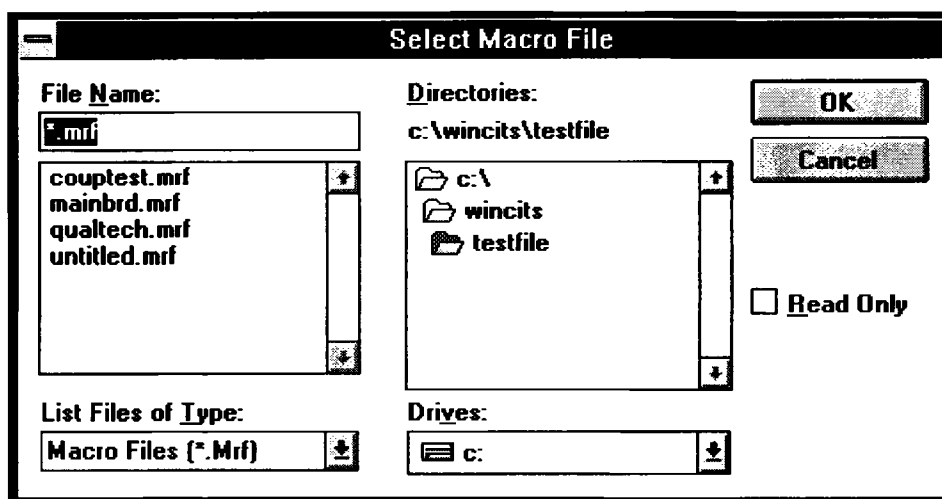 Select Macro File
File Name:
*.mrf
couptest.mrf
mainbrd.mrf
qualtech.mrf
untitled.mrf
List Files of Type:
Macro Files (*.Mrf)
Directories:
c:\wincits\testfile
c:\
wincits
testfile
Drives:
c:
OK
Cancel
Read Only